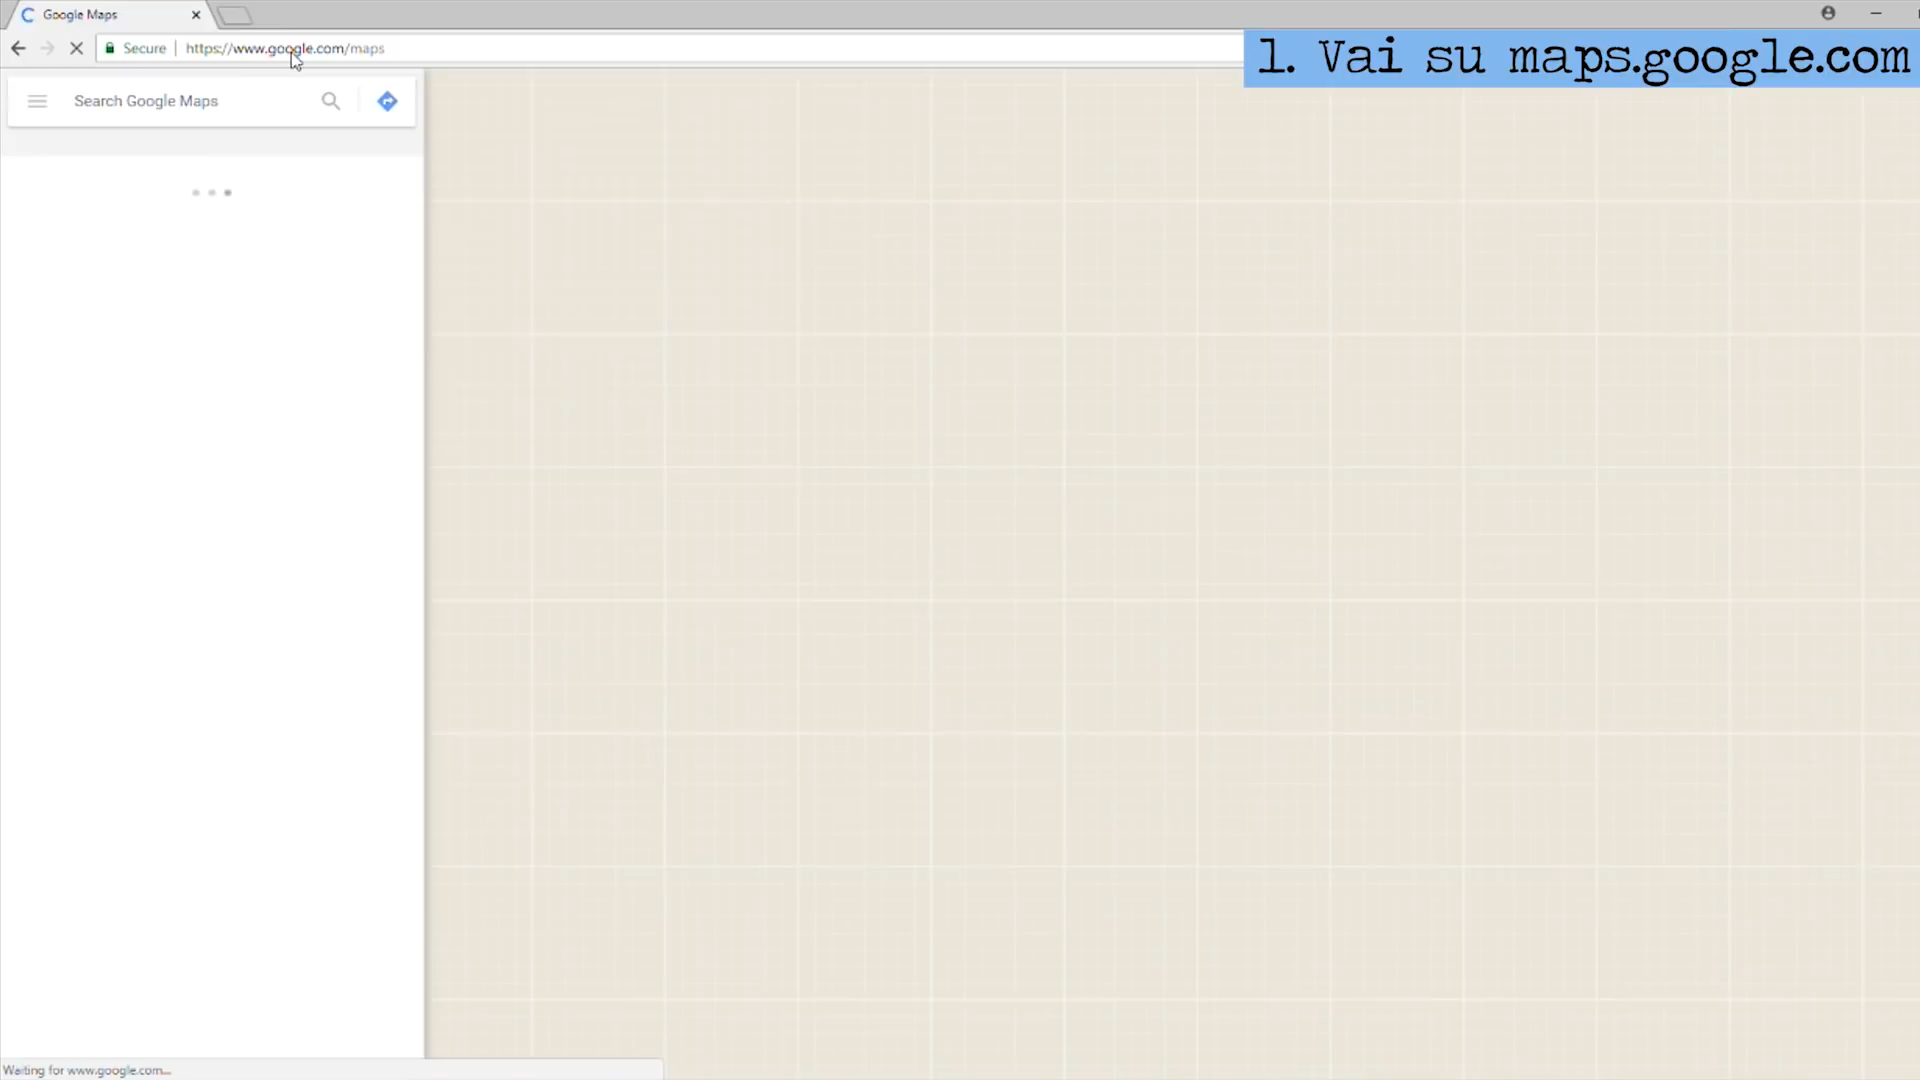 Google Maps
Secure
https://www.google.com/maps
1. Vai su maps.google.com
Search Google Maps
Waiting for www.google.com...